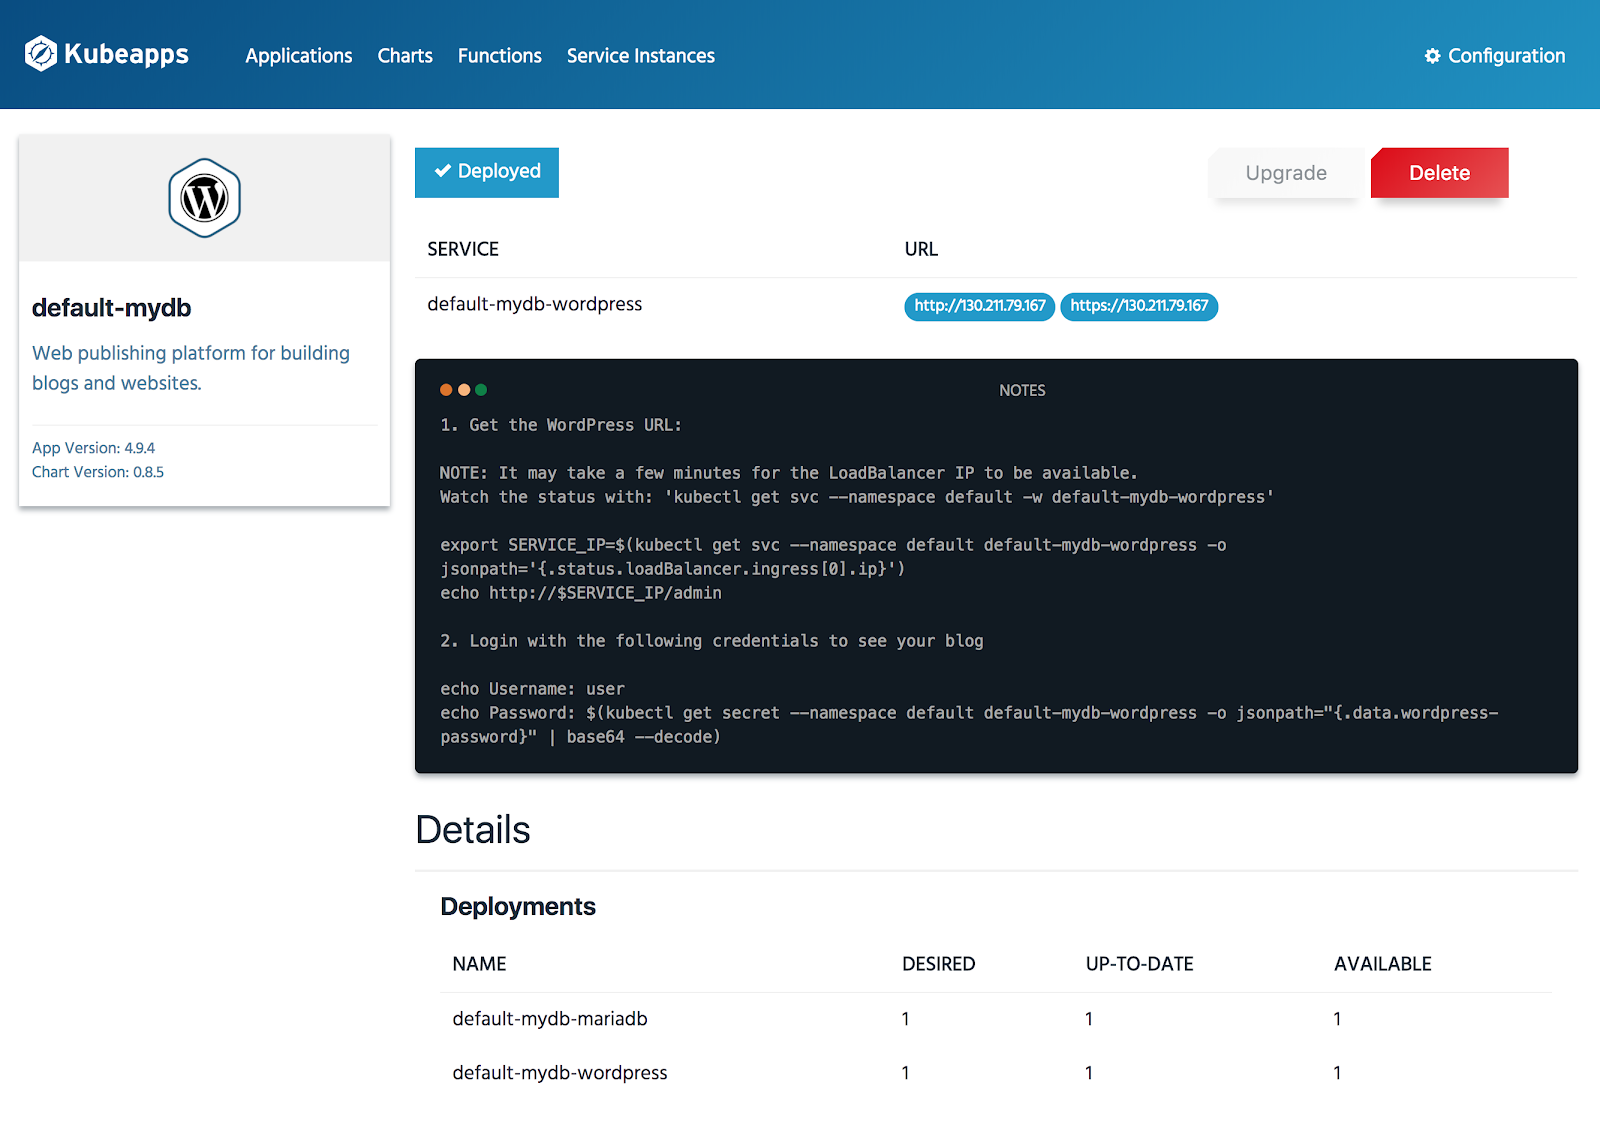 Kubeapps
Applications Charts Functions Service Instances
Configuration
default-mydb
Web publishing platform for building
blogs and websites.
App Version: 4.9.4
Chart Version: 0.8.5
Deployed
Upgrade
Delete
SERVICE URL
default-mydb-wordpress http://130.211.79.167 https://130.211.79.167
NOTES
1. Get the WordPress URL:
NOTE: It may take a few minutes for the LoadBalancer IP to be available.
Watch the status with: 'kubectl get svc --namespace default -w default-mydb-wordpress'
export SERVICE_IP=$(kubectl get svc --namespace default default-mydb-wordpress -o
jsonpath='{.status.loadBalancer.ingress[0].ip}')
echo http://$SERVICE_IP/admin
2. Login with the following credentials to see your blog
echo Username: user
echo Password: $(kubectl get secret --namespace default default-mydb-wordpress -o jsonpath="{.data.wordpress-
password}" | base64 --decode)
Details
Deployments
NAME DESIRED UP-TO-DATE AVAILABLE
default-mydb-mariadb 1 1 1
default-mydb-wordpress 1 1 1